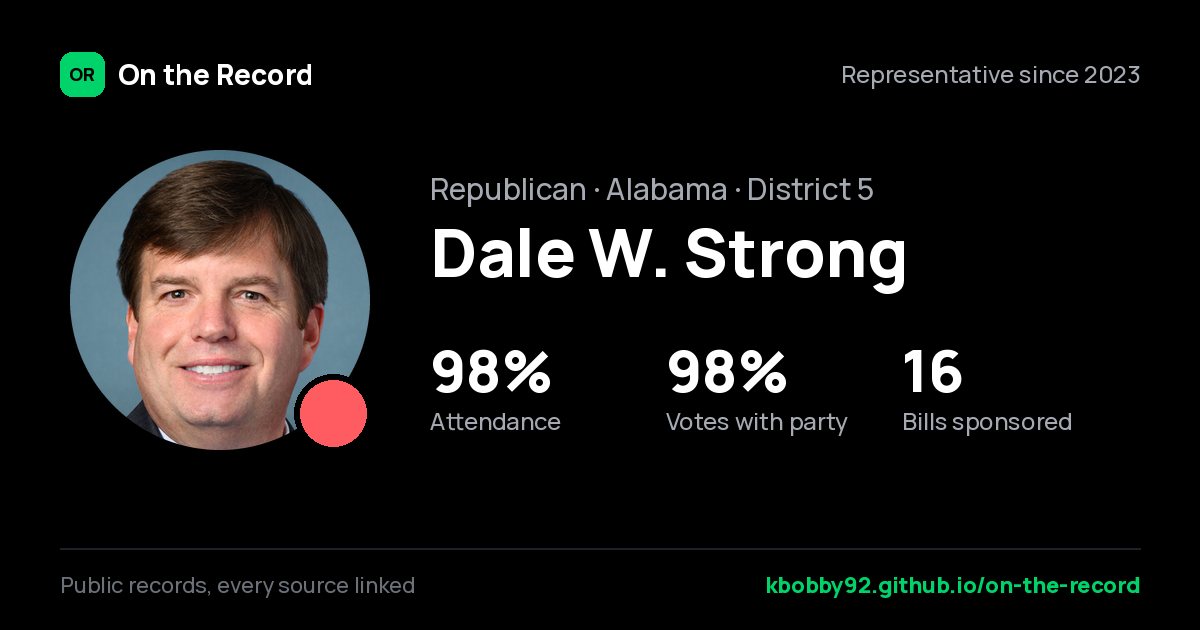 OR On the Record
Representative since 2023
Republican · Alabama · District 5
Dale W. Strong
98% 98% 16
Attendance Votes with party Bills sponsored
Public records, every source linked
kbobby92.github.io/on-the-record